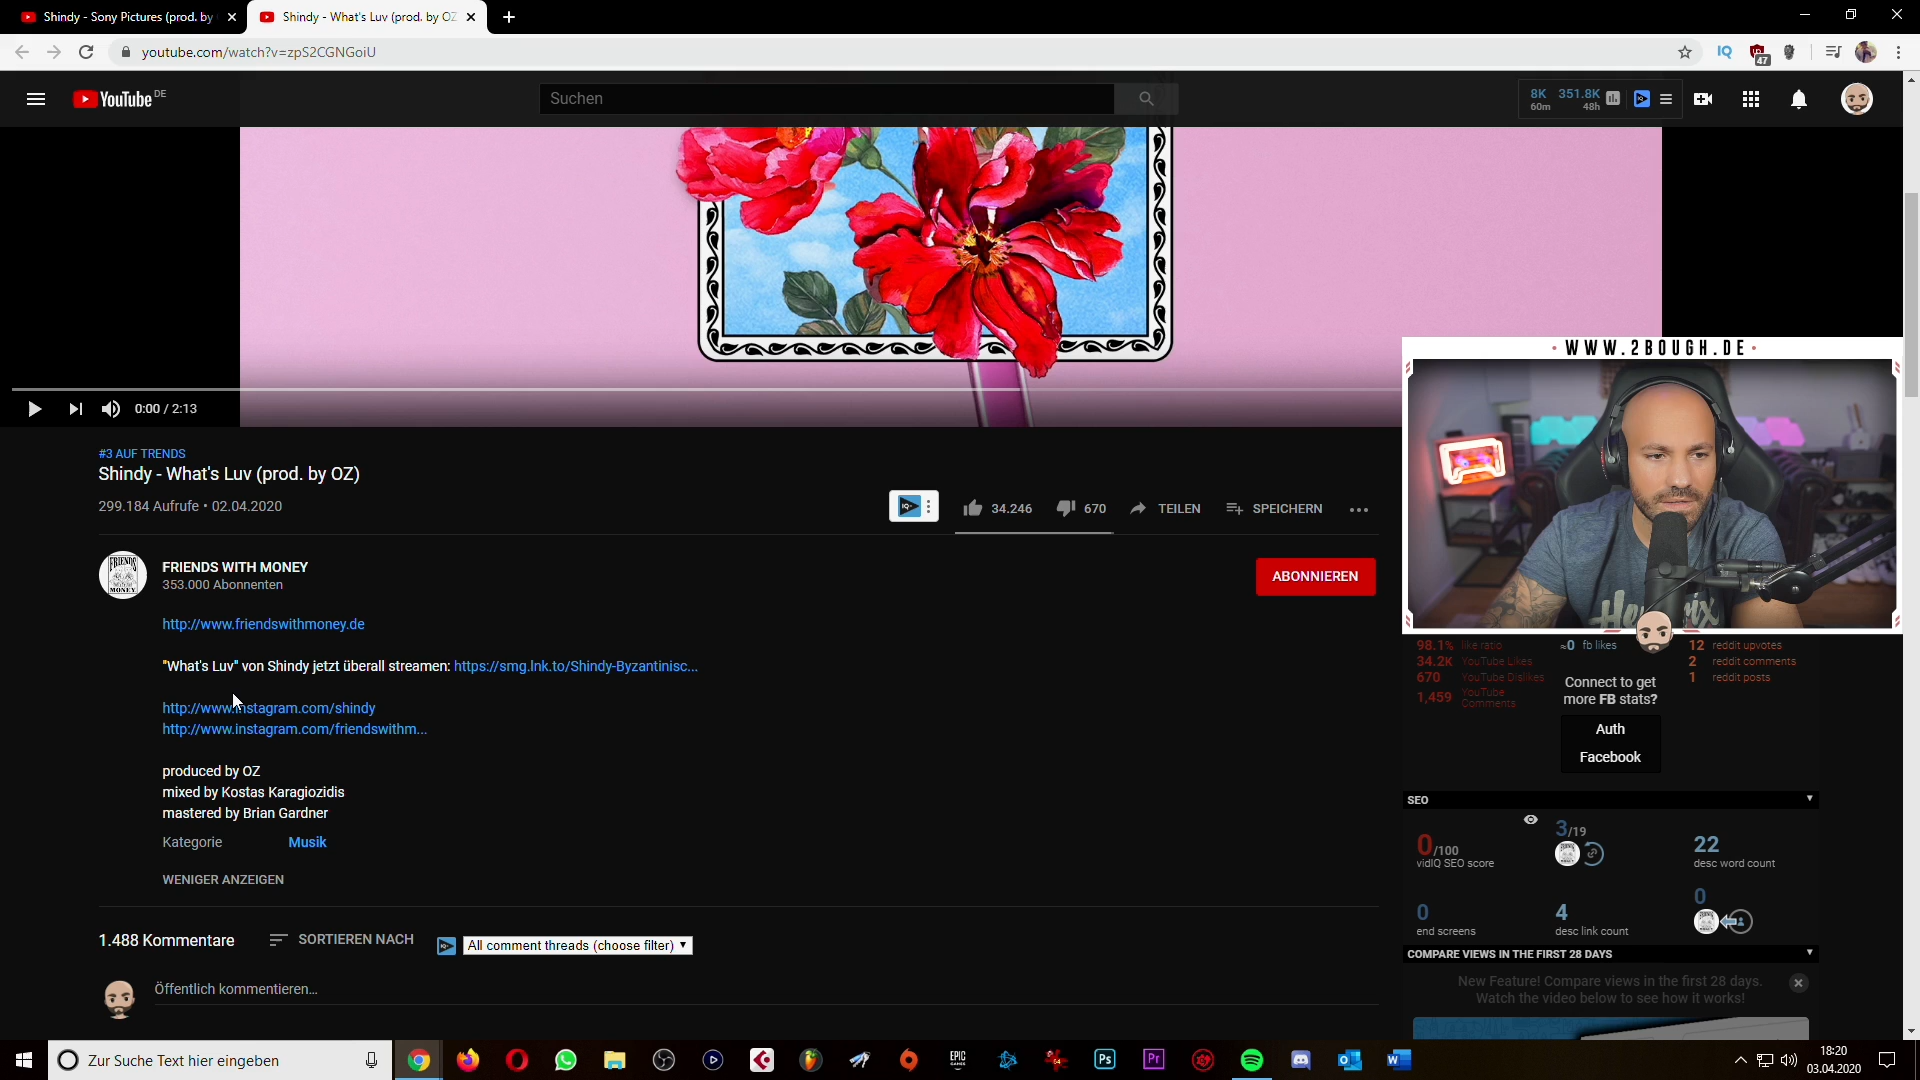 Shindy - Sony Pictures (prod. by
Shindy - What's Luv (prod. by OZ
youtube.com/watch?v=zpS2CGNGoiU
IQ
47
YouTube DE
Suchen
8K 351.8K
60m 48h
WWW.2BOUGH.DE
0:00 / 2:13
#3 AUF TRENDS
Shindy - What's Luv (prod. by OZ)
299.184 Aufrufe • 02.04.2020
34.246 670 TEILEN SPEICHERN
FRIENDS WITH MONEY
353.000 Abonnenten
ABONNIEREN
http://www.friendswithmoney.de
"What's Luv" von Shindy jetzt überall streamen: https://smg.lnk.to/Shindy-Byzantinisc...
http://www.instagram.com/shindy
http://www.instagram.com/friendswithm...
produced by OZ
mixed by Kostas Karagiozidis
mastered by Brian Gardner
Kategorie Musik
WENIGER ANZEIGEN
1.488 Kommentare SORTIEREN NACH All comment threads (choose filter)
Öffentlich kommentieren...
98.1% like ratio
34.2K YouTube Likes
670 YouTube Dislikes
1,459 YouTube
Comments
≈0 fb likes
Connect to get
more FB stats?
Auth
Facebook
12 reddit upvotes
2 reddit comments
1 reddit posts
SEO
0/100
vidIQ SEO score
3/19
22
desc word count
0
end screens
4
desc link count
0
COMPARE VIEWS IN THE FIRST 28 DAYS
New Feature! Compare views in the first 28 days.
Watch the video below to see how it works!
Zur Suche Text hier eingeben
EPIC
GAMES
Ps
Pr
18:20
03.04.2020